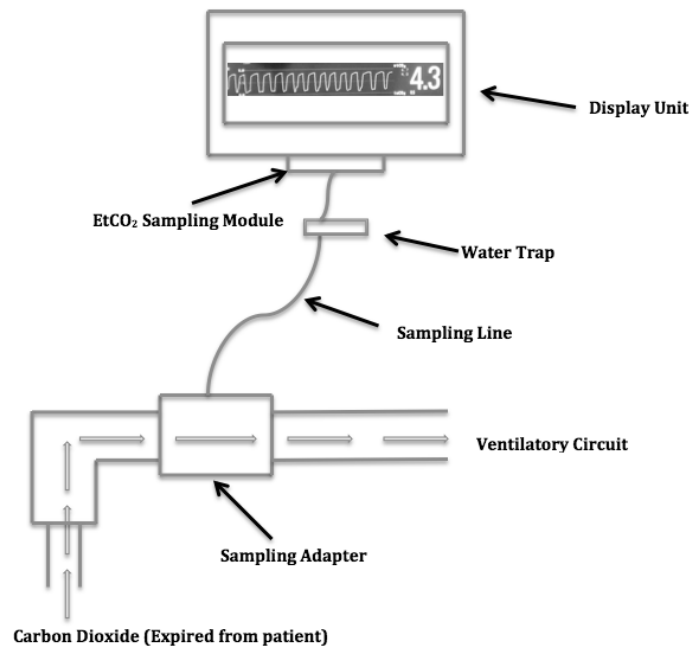 4.3
Display Unit
EtCO₂ Sampling Module
Water Trap
Sampling Line
Ventilatory Circuit
Sampling Adapter
Carbon Dioxide (Expired from patient)